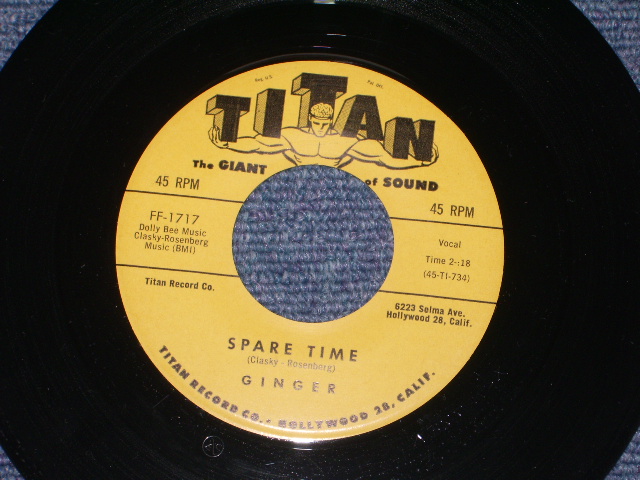 TITAN
The GIANT of SOUND
45 RPM
45 RPM
FF-1717
Dolly Bee Music
Clasky-Rosenberg
Music (BMI)
Vocal
Time 2-:18
(45-TI-734)
Titan Record Co.
6223 Selma Ave.
Hollywood 28, Calif.
SPARE TIME
(Clasky - Rosenberg)
GINGER
TITAN RECORD CO. • HOLLYWOOD 28, CALIF.